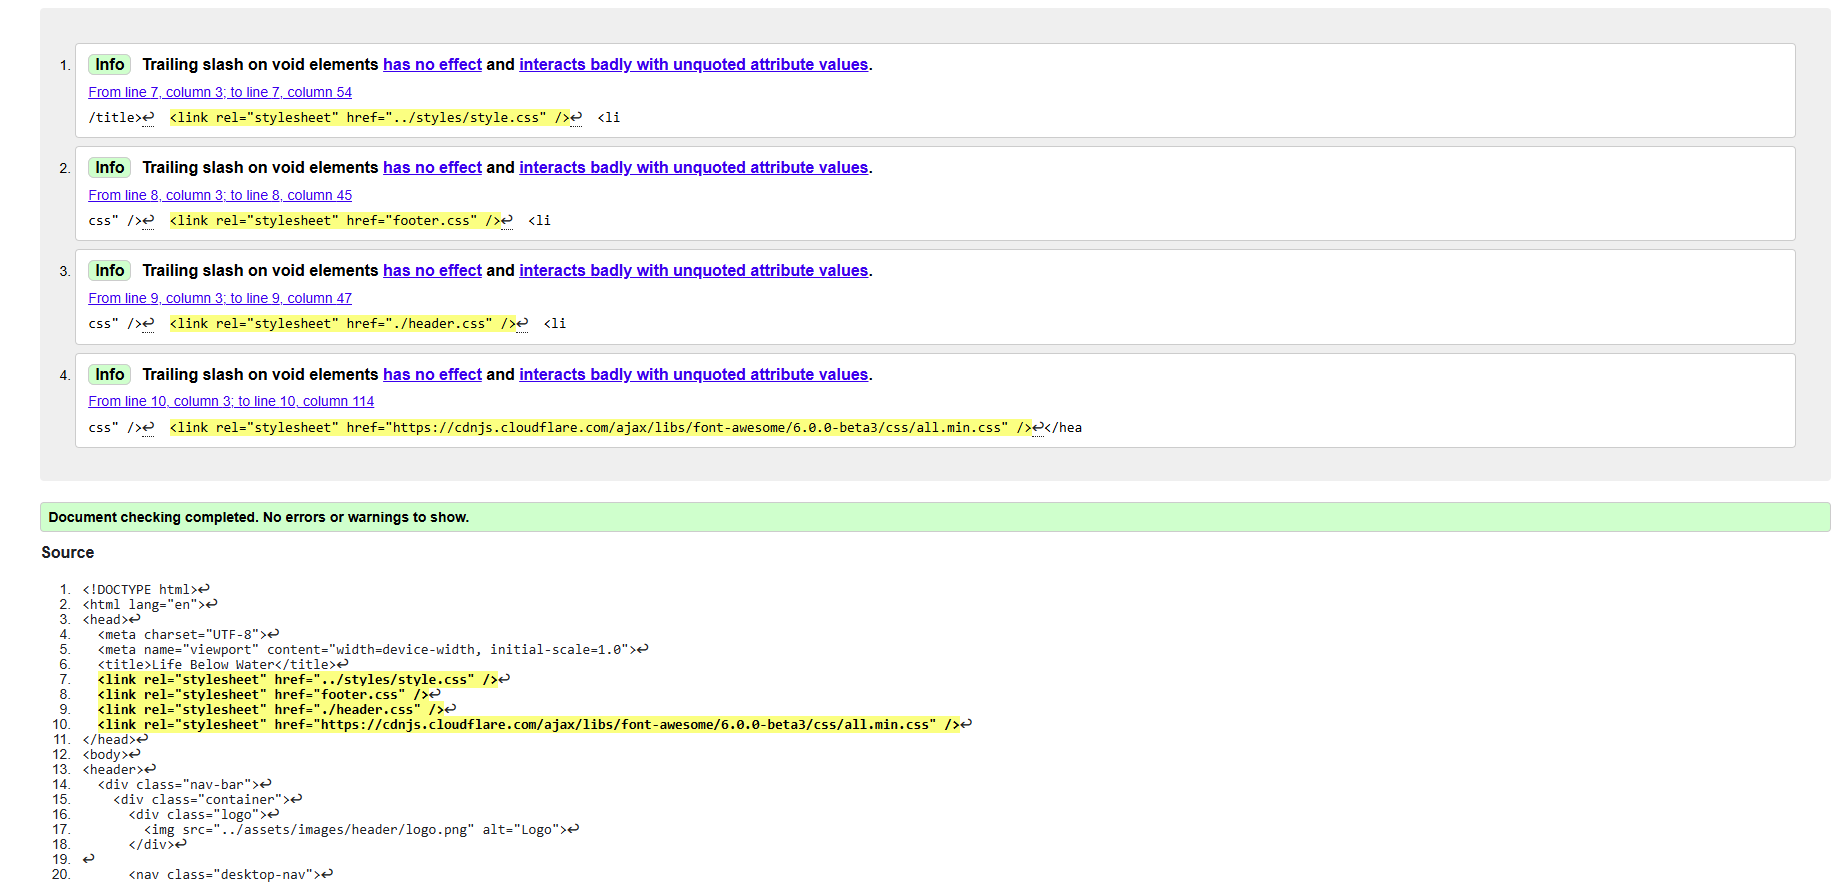 1. Info Trailing slash on void elements has no effect and interacts badly with unquoted attribute values.
From line 7, column 3; to line 7, column 54
/title>↩  <link rel="stylesheet" href="../styles/style.css" />↩  <li
2. Info Trailing slash on void elements has no effect and interacts badly with unquoted attribute values.
From line 8, column 3; to line 8, column 45
css" />↩  <link rel="stylesheet" href="footer.css" />↩  <li
3. Info Trailing slash on void elements has no effect and interacts badly with unquoted attribute values.
From line 9, column 3; to line 9, column 47
css" />↩  <link rel="stylesheet" href="./header.css" />↩  <li
4. Info Trailing slash on void elements has no effect and interacts badly with unquoted attribute values.
From line 10, column 3; to line 10, column 114
css" />↩  <link rel="stylesheet" href="https://cdnjs.cloudflare.com/ajax/libs/font-awesome/6.0.0-beta3/css/all.min.css" />↩</hea
Document checking completed. No errors or warnings to show.
Source
1. <!DOCTYPE html>↩
2. <html lang="en">↩
3. <head>↩
4.   <meta charset="UTF-8">↩
5.   <meta name="viewport" content="width=device-width, initial-scale=1.0">↩
6.   <title>Life Below Water</title>↩
7.   <link rel="stylesheet" href="../styles/style.css" />↩
8.   <link rel="stylesheet" href="footer.css" />↩
9.   <link rel="stylesheet" href="./header.css" />↩
10.   <link rel="stylesheet" href="https://cdnjs.cloudflare.com/ajax/libs/font-awesome/6.0.0-beta3/css/all.min.css" />↩
11. </head>↩
12. <body>↩
13. <header>↩
14.   <div class="nav-bar">↩
15.     <div class="container">↩
16.       <div class="logo">↩
17.         <img src="../assets/images/header/logo.png" alt="Logo">↩
18.       </div>↩
19. ↩
20.       <nav class="desktop-nav">↩